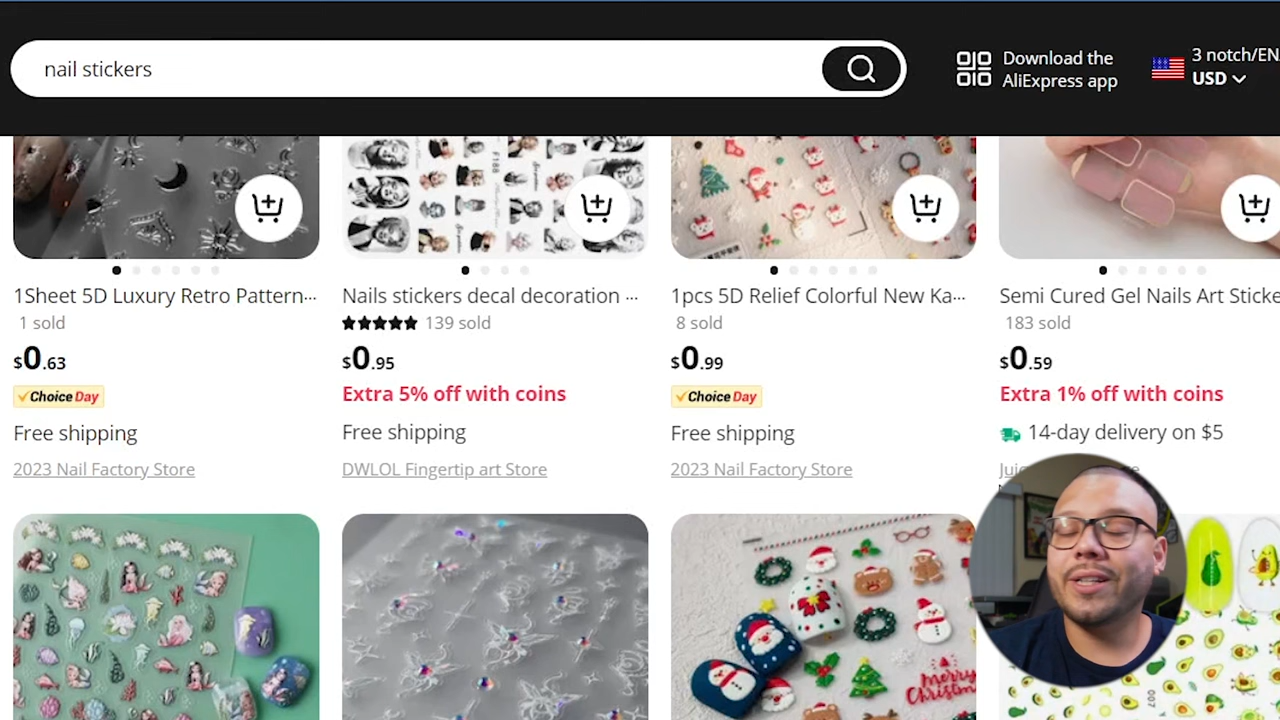 nail stickers
Download the
AliExpress app
3 notch/EN
USD
1Sheet 5D Luxury Retro Pattern...
1 sold
$0.63
Choice Day
Free shipping
2023 Nail Factory Store
Nails stickers decal decoration ...
139 sold
$0.95
Extra 5% off with coins
Free shipping
DWLOL Fingertip art Store
1pcs 5D Relief Colorful New Ka...
8 sold
$0.99
Choice Day
Free shipping
2023 Nail Factory Store
Semi Cured Gel Nails Art Sticke
183 sold
$0.59
Extra 1% off with coins
14-day delivery on $5
Merry
007